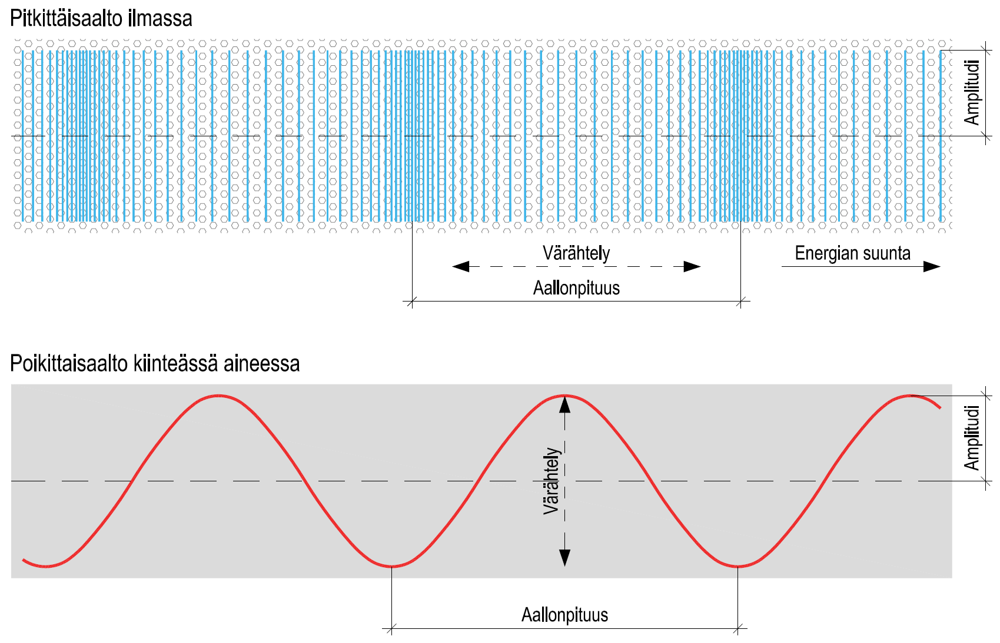 Pitkittäisaalto ilmassa
Amplitudi
Värähtely
Energian suunta
Aallonpituus
Poikittaisaalto kiinteässä aineessa
Amplitudi
Värähtely
Aallonpituus